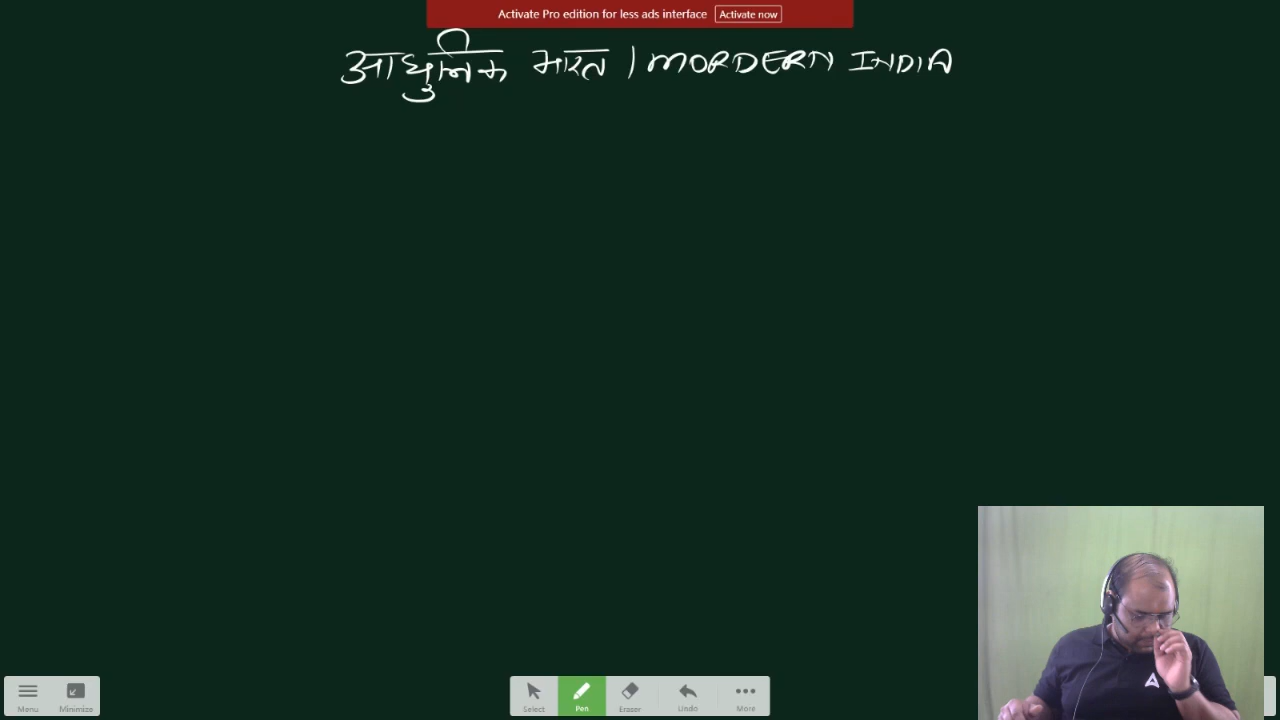 Activate Pro edition for less ads interface Activate now
आधुनिक भारत / MORDERN INDIA
Menu Minimize Select Pen Eraser Undo More